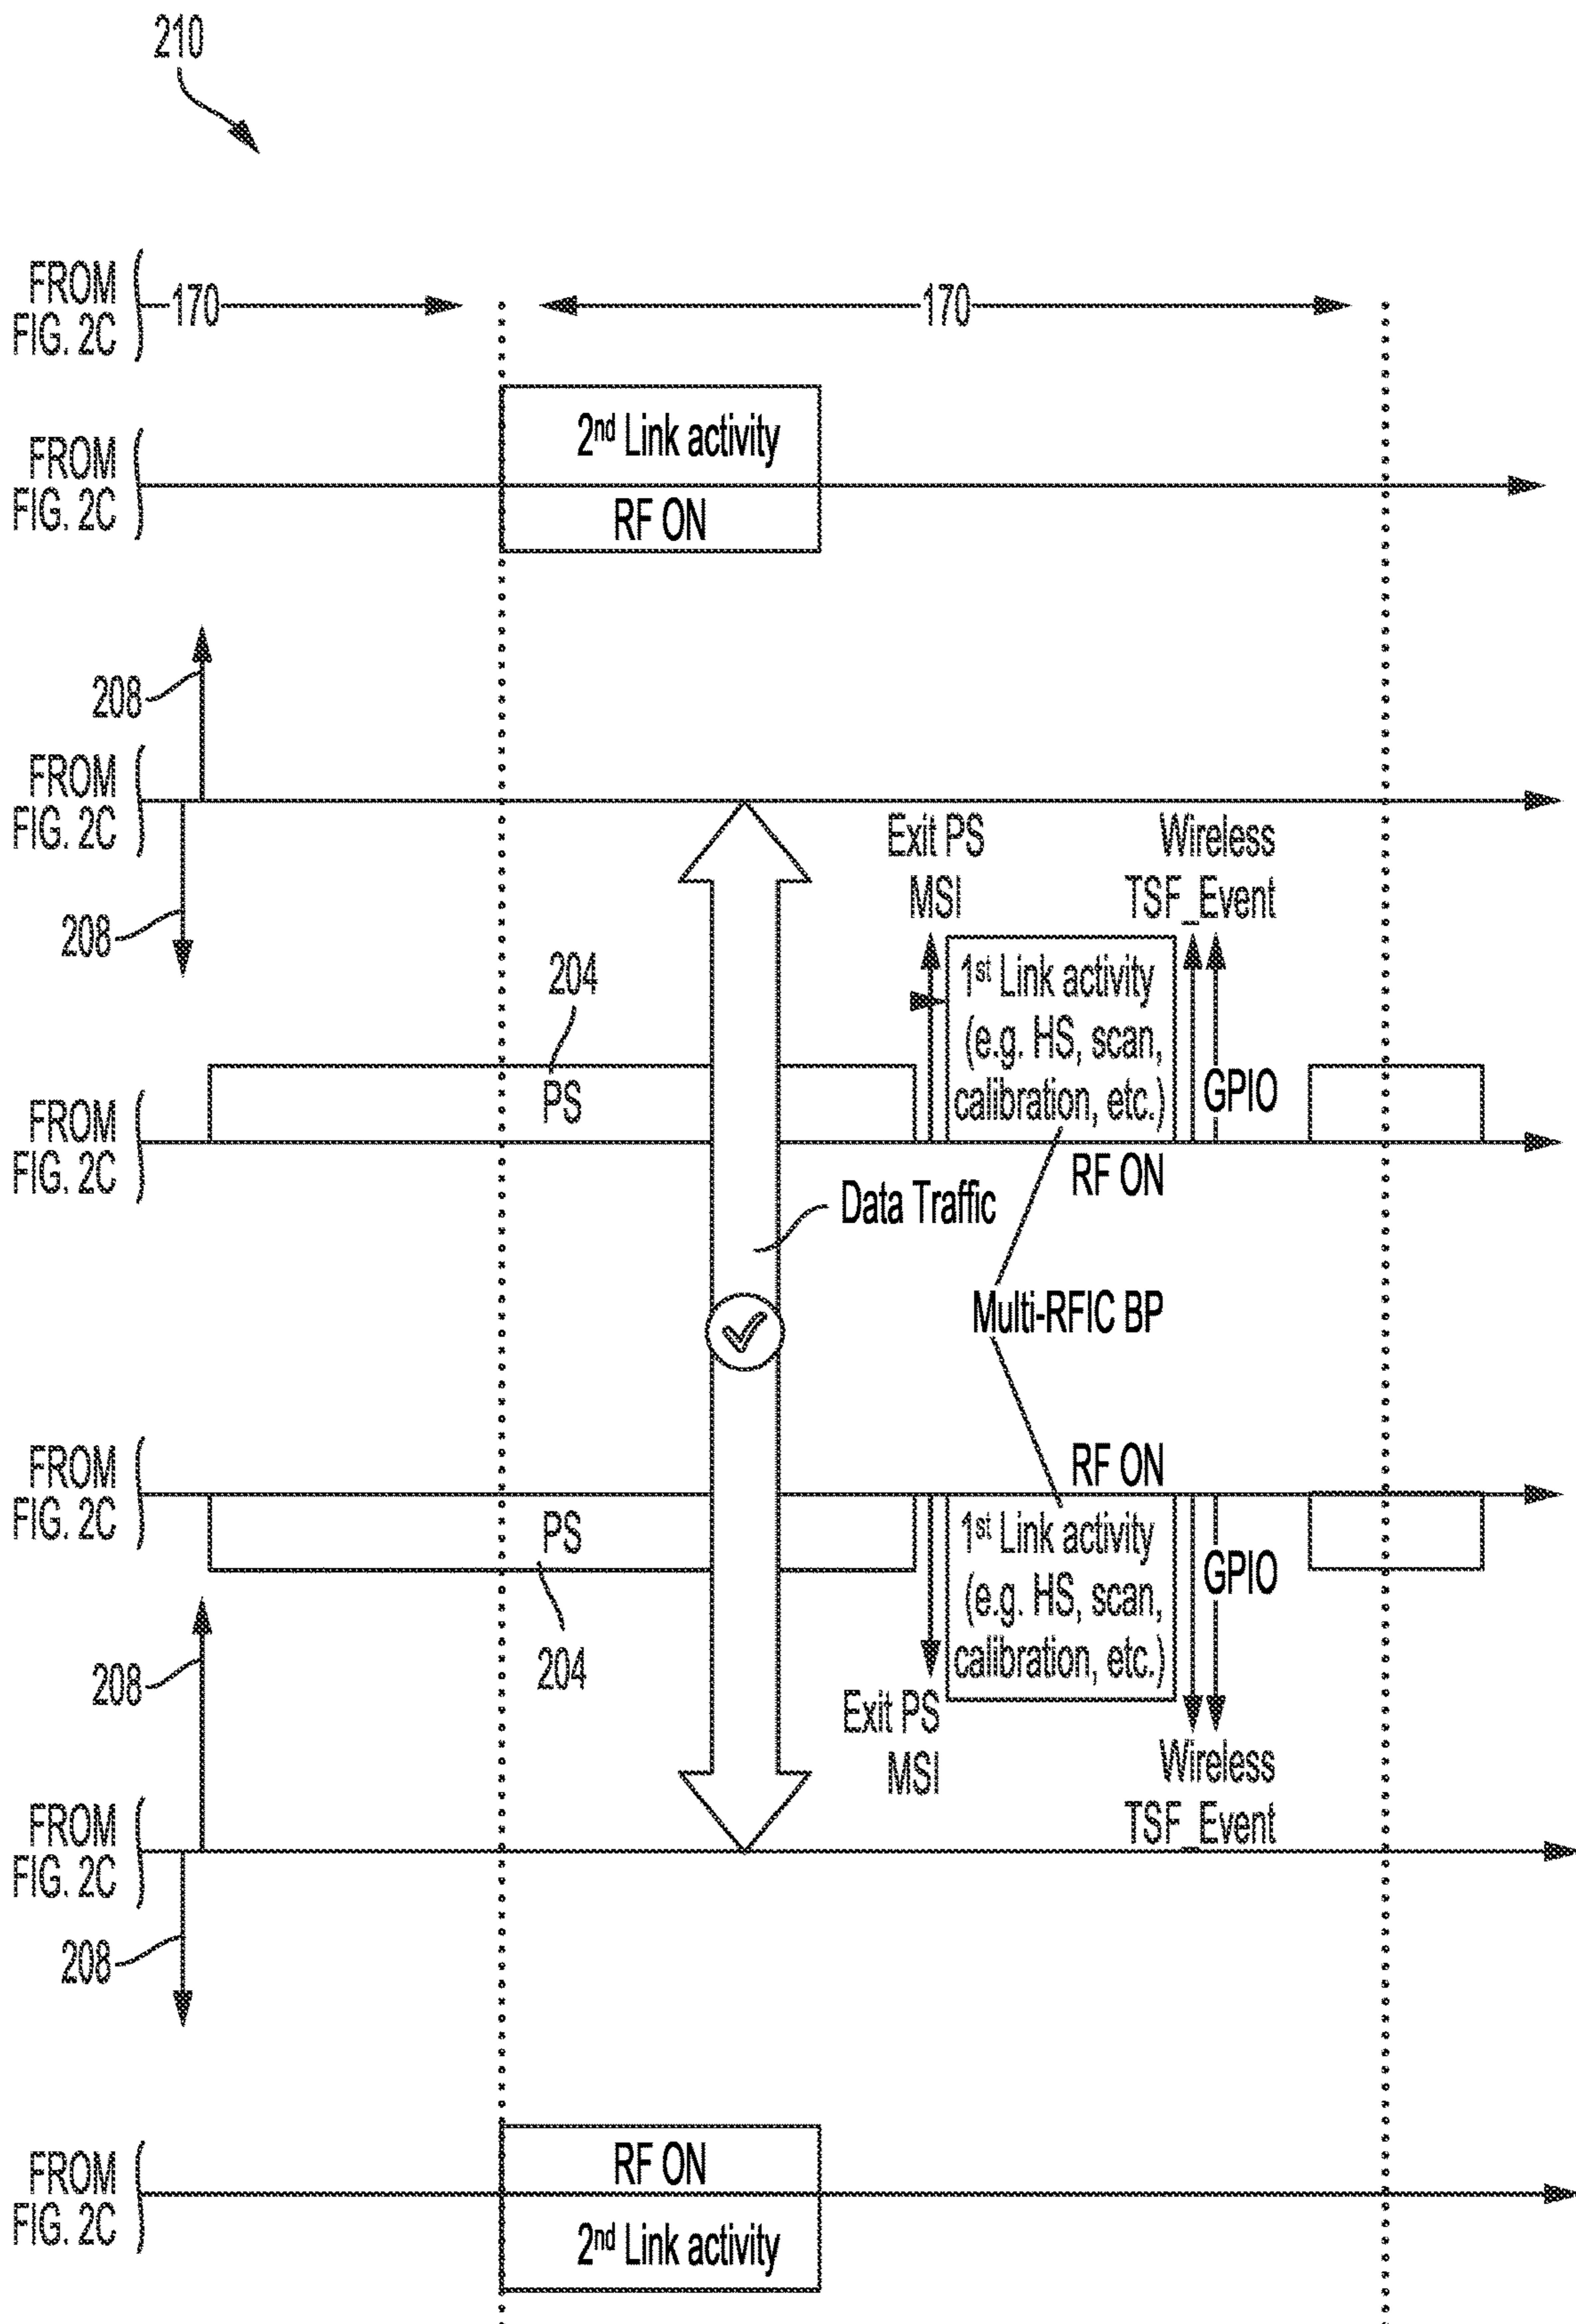 210
FROM
FIG. 2C
170
170
2nd Link activity
RF ON
FROM
FIG. 2C
208
FROM
FIG. 2C
208
Exit PS
MSI
Wireless
TSF_Event
204
PS
1st Link activity
(e.g. HS, scan,
calibration, etc.)
GPIO
FROM
FIG. 2C
RF ON
Data Traffic
Multi-RFIC BP
RF ON
FROM
FIG. 2C
PS
1st Link activity
(e.g. HS, scan,
calibration, etc.)
GPIO
204
208
Exit PS
MSI
Wireless
TSF_Event
FROM
FIG. 2C
208
FROM
FIG. 2C
RF ON
2nd Link activity